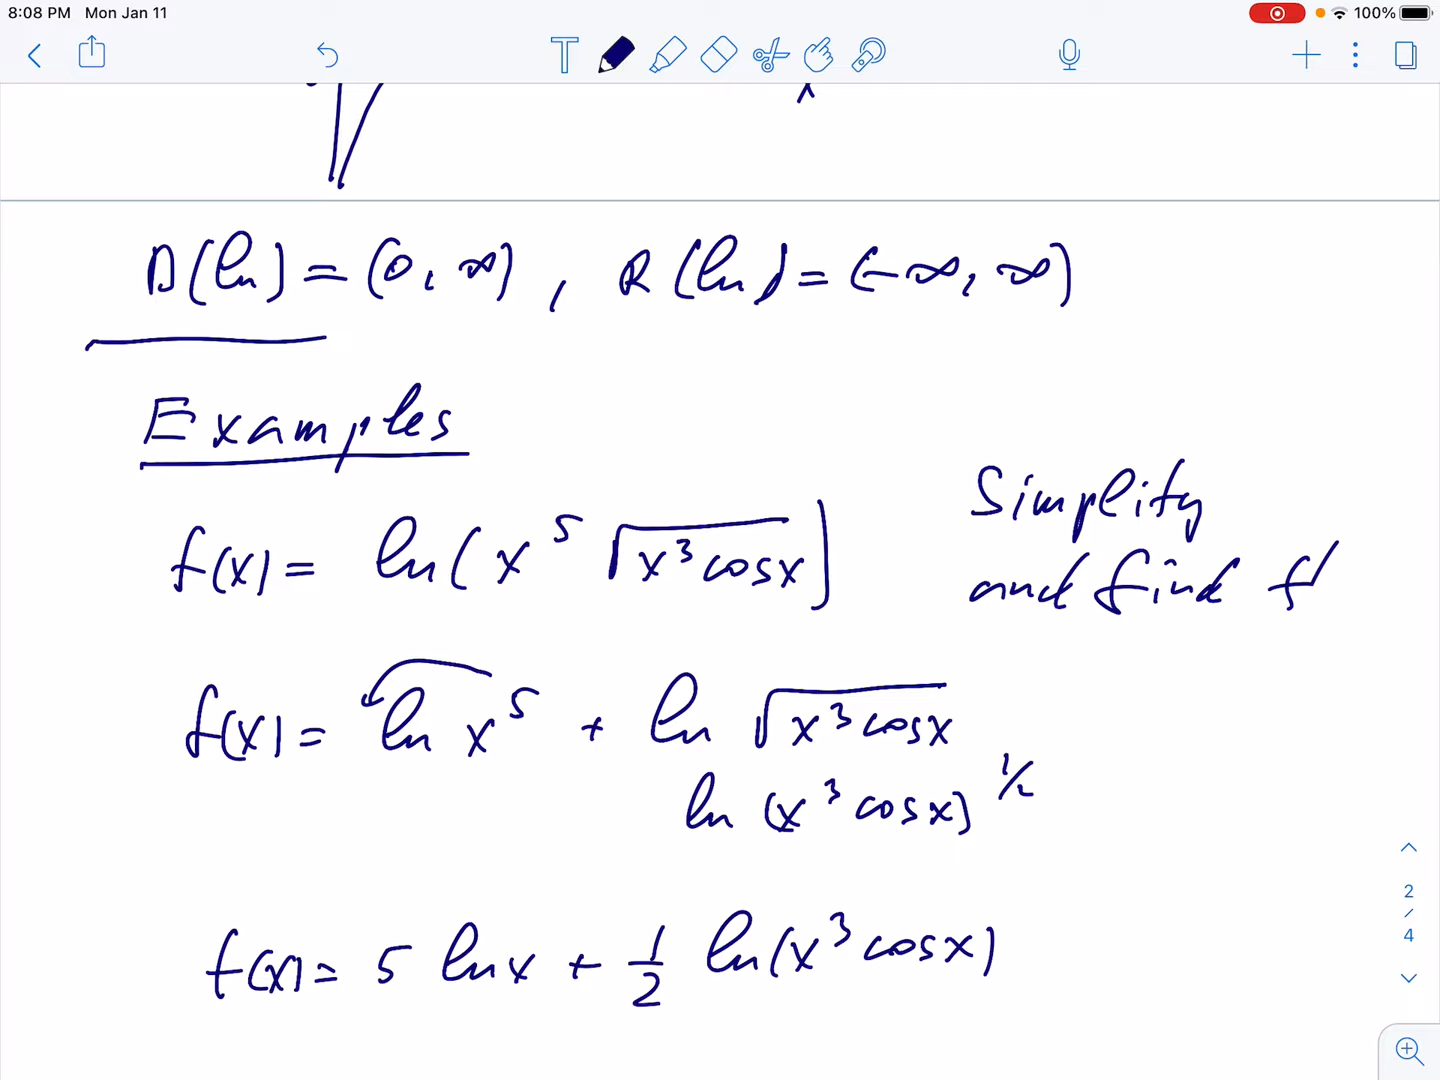 8:08 PM Mon Jan 11 100%
T
D(ln) = (0, ∞), R(ln) = (-∞, ∞)
Examples
f(x) = ln(x⁵ √(x³cosx))
Simplify
and find f'
f(x) = ln x⁵ + ln √(x³cosx)
ln (x³cosx)^1/2
f(x) = 5 lnx + 1/2 ln(x³cosx)
2
/
4